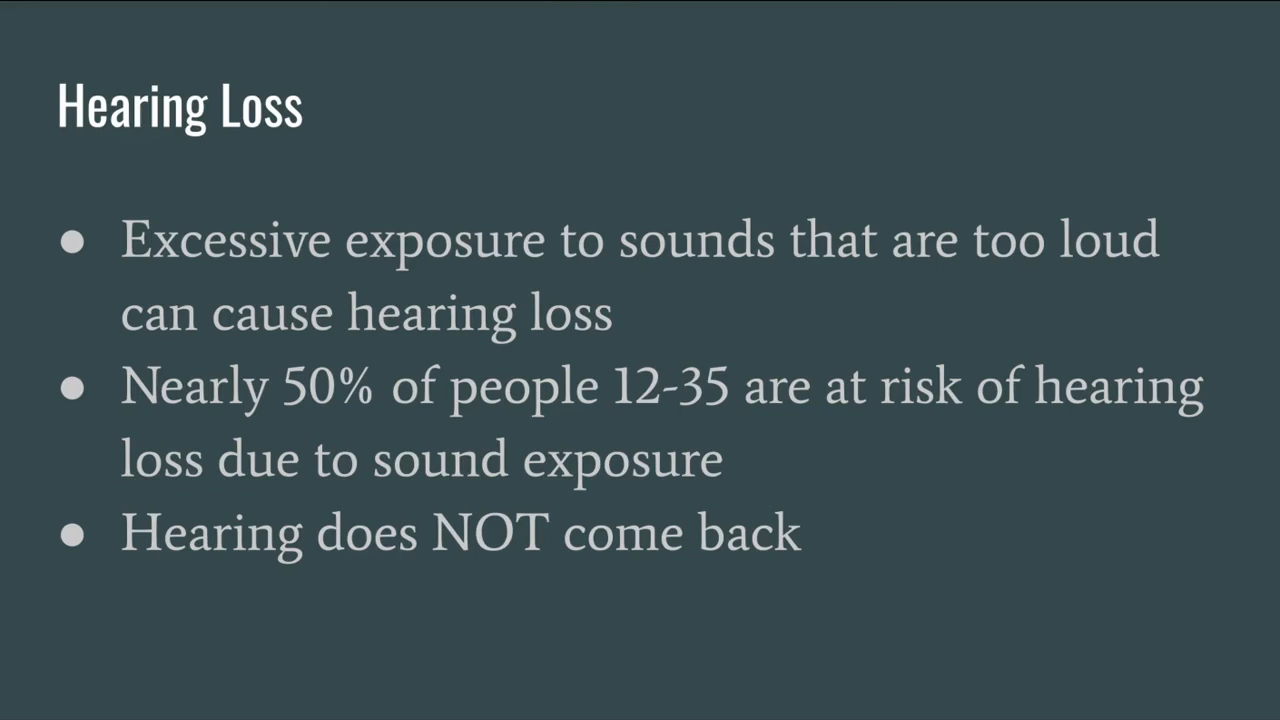 Hearing Loss
● Excessive exposure to sounds that are too loud
can cause hearing loss
● Nearly 50% of people 12-35 are at risk of hearing
loss due to sound exposure
● Hearing does NOT come back